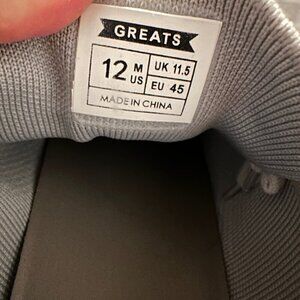 GREATS
12 M US UK 11.5
EU 45
MADE IN CHINA